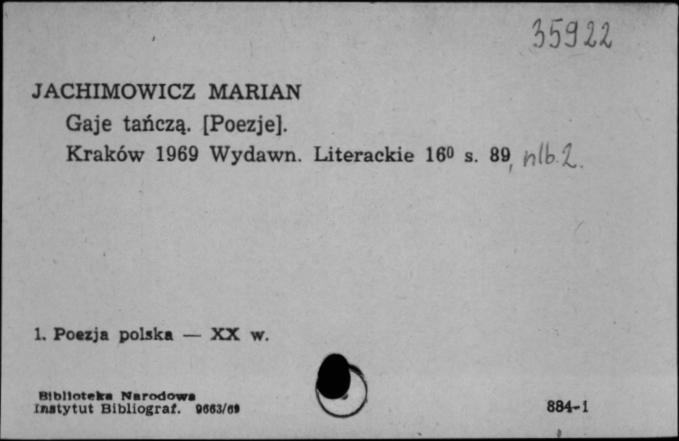 35922
JACHIMOWICZ MARIAN
Gaje tańczą. [Poezje].
Kraków 1969 Wydawn. Literackie 16⁰ s. 89, nlb. 2.
1. Poezja polska — XX w.
Biblioteka Narodowa
Instytut Bibliograf. 9663/69
884-1